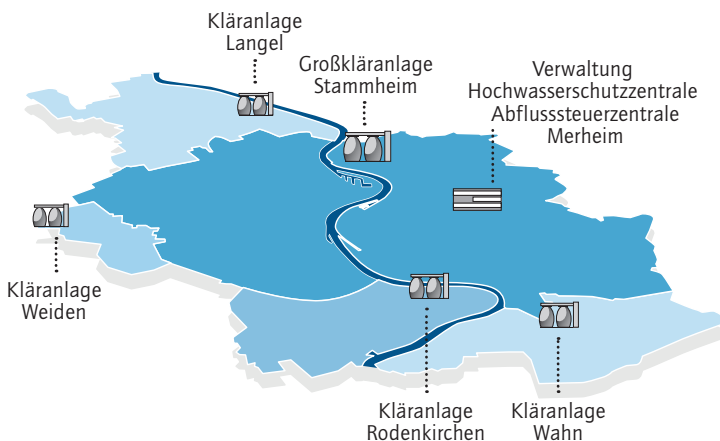 Kläranlage
Langel
Großkläranlage
Stammheim
Verwaltung
Hochwasserschutzzentrale
Abflusssteuerzentrale
Merheim
Kläranlage
Weiden
Kläranlage
Rodenkirchen
Kläranlage
Wahn